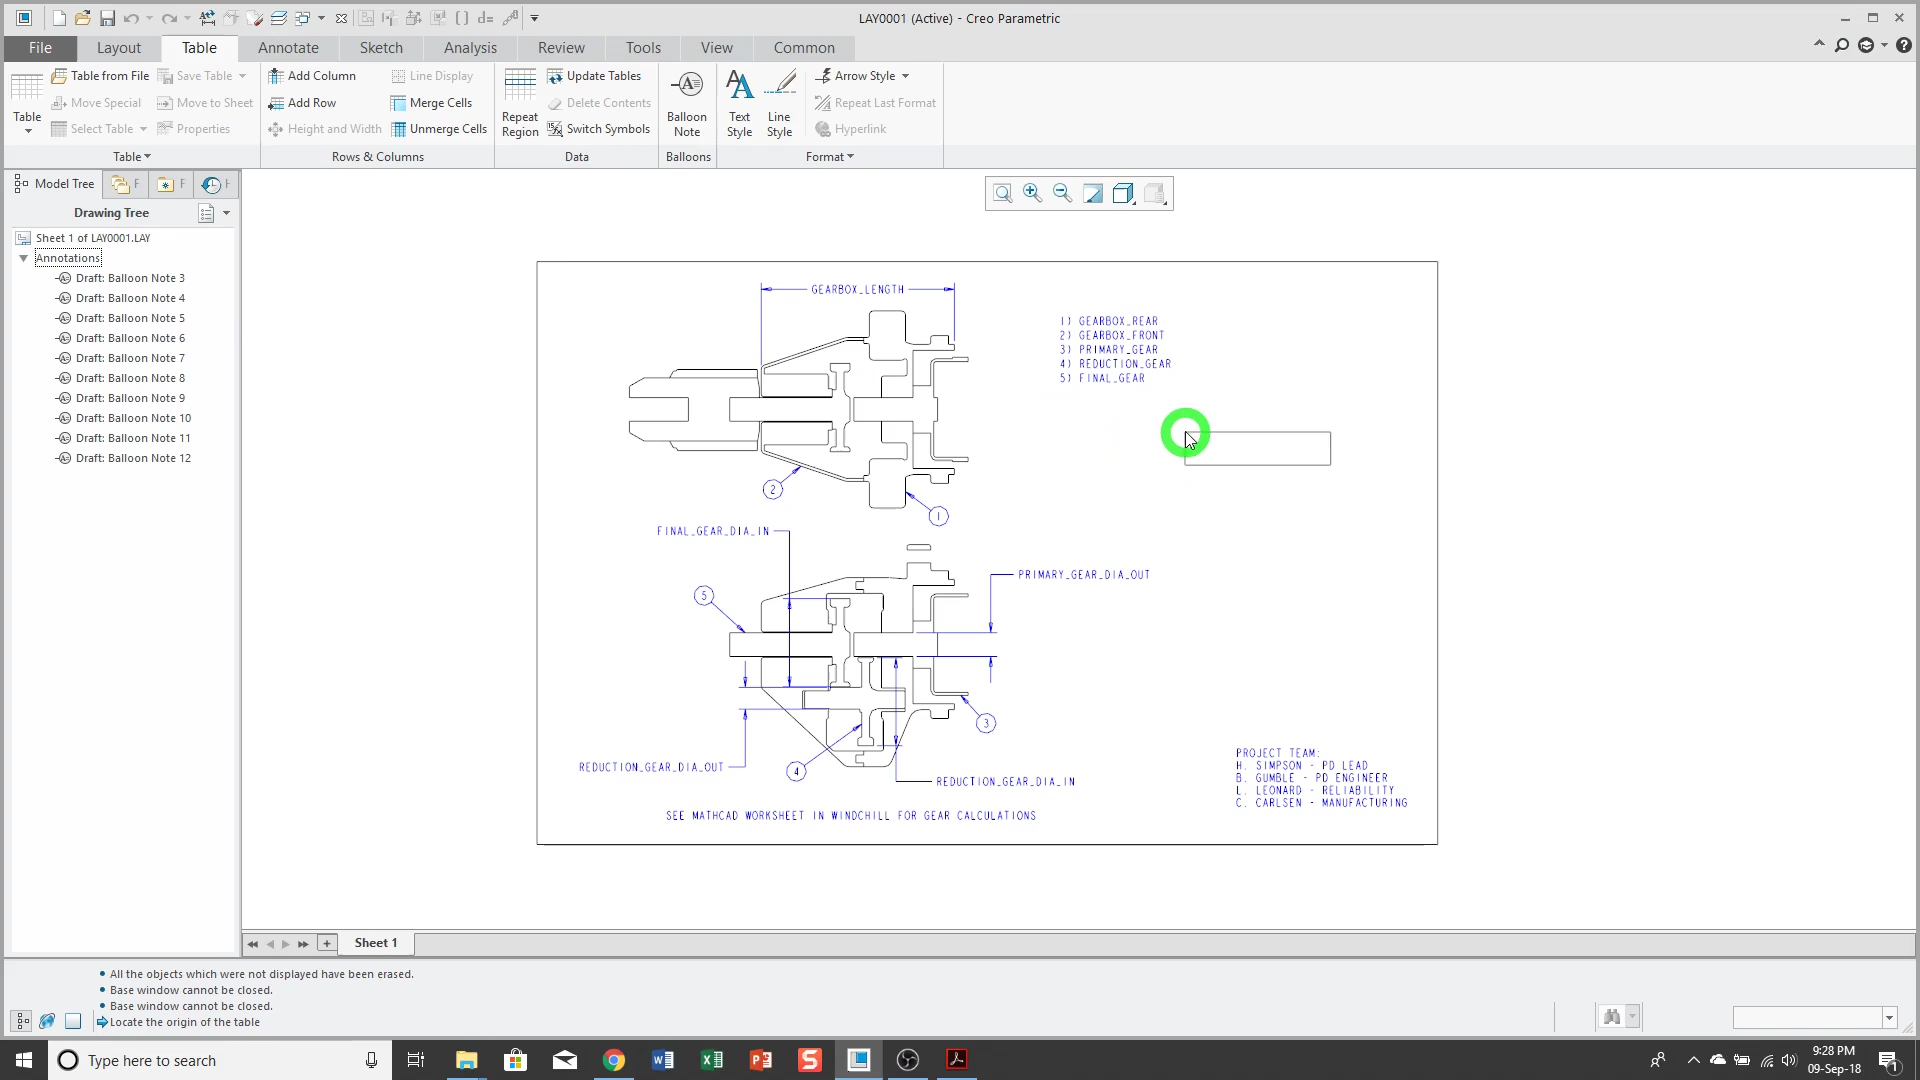 LAY0001 (Active) - Creo Parametric
File
Layout
Table
Annotate
Sketch
Analysis
Review
Tools
View
Common
Table
Table from File
Save Table
Move Special
Move to Sheet
Select Table
Properties
Table
Add Column
Line Display
Add Row
Merge Cells
Height and Width
Unmerge Cells
Rows & Columns
Repeat
Region
Update Tables
Delete Contents
Switch Symbols
Data
Balloon
Note
Balloons
Text
Style
Line
Style
Arrow Style
Repeat Last Format
Hyperlink
Format
Model Tree
F
F
F
Drawing Tree
Sheet 1 of LAY0001.LAY
Annotations
Draft: Balloon Note 3
Draft: Balloon Note 4
Draft: Balloon Note 5
Draft: Balloon Note 6
Draft: Balloon Note 7
Draft: Balloon Note 8
Draft: Balloon Note 9
Draft: Balloon Note 10
Draft: Balloon Note 11
Draft: Balloon Note 12
GEARBOX_LENGTH
1) GEARBOX_REAR
2) GEARBOX_FRONT
3) PRIMARY_GEAR
4) REDUCTION_GEAR
5) FINAL_GEAR
2
1
FINAL_GEAR_DIA_IN
PRIMARY_GEAR_DIA_OUT
5
3
4
REDUCTION_GEAR_DIA_OUT
REDUCTION_GEAR_DIA_IN
SEE MATHCAD WORKSHEET IN WINDCHILL FOR GEAR CALCULATIONS
PROJECT TEAM:
H. SIMPSON - PD LEAD
B. GUMBLE - PD ENGINEER
L. LEONARD - RELIABILITY
C. CARLSEN - MANUFACTURING
Sheet 1
All the objects which were not displayed have been erased.
Base window cannot be closed.
Base window cannot be closed.
Locate the origin of the table
Type here to search
9:28 PM
09-Sep-18
1